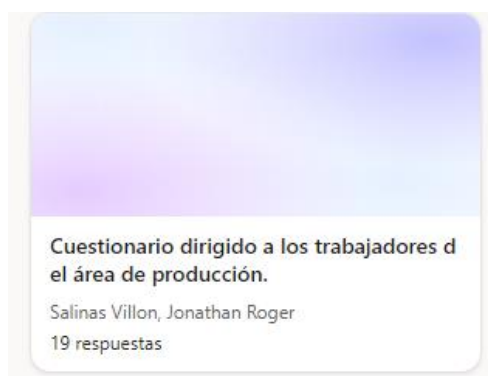 Cuestionario dirigido a los trabajadores d
el área de producción.
Salinas Villon, Jonathan Roger
19 respuestas